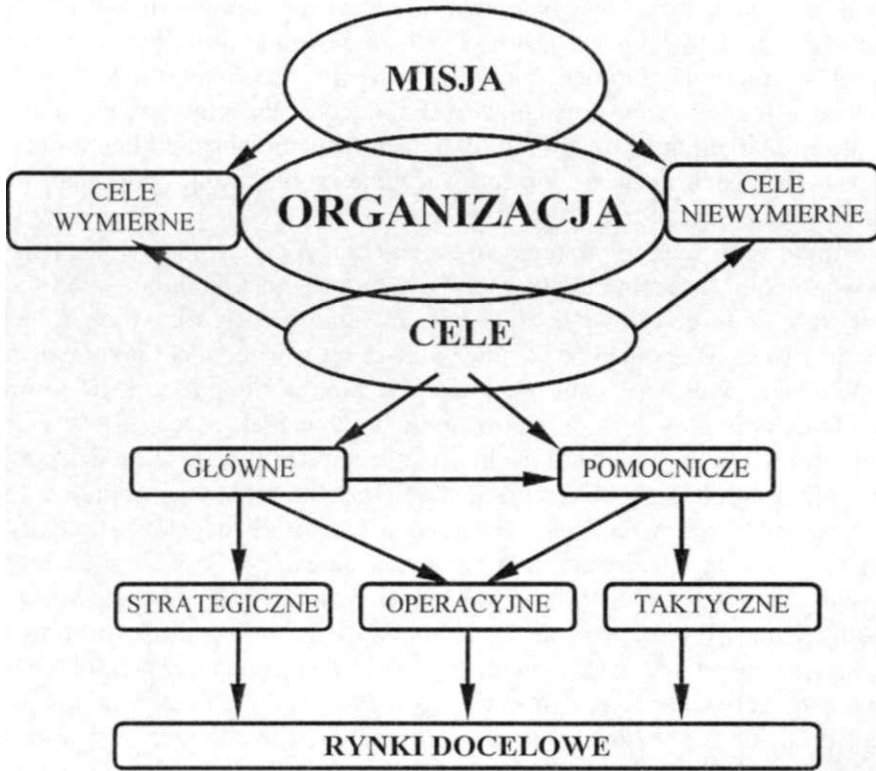 MISJA
CELE
WYMIERNE
ORGANIZACJA
CELE
NIEWYMIERNE
CELE
GŁÓWNE
POMOCNICZE
STRATEGICZNE
OPERACYJNE
TAKTYCZNE
RYNKI DOCELOWE